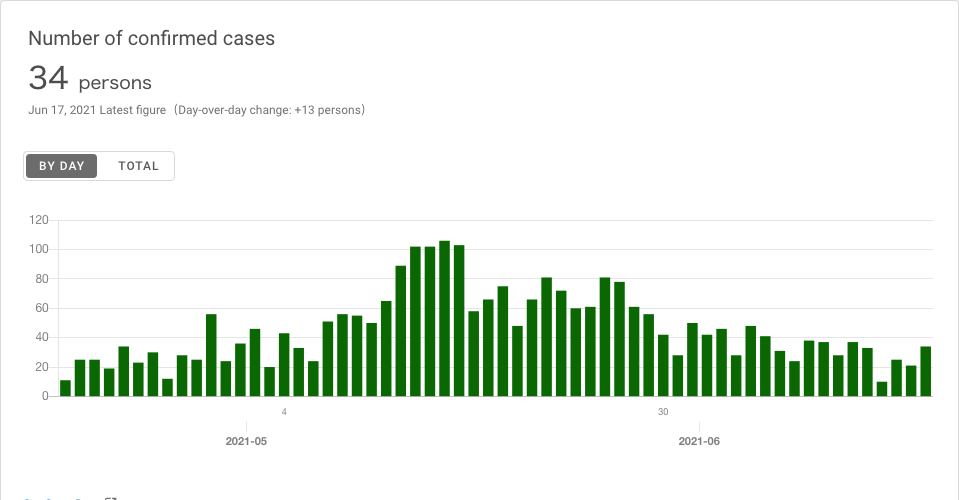 Number of confirmed cases
34 persons
Jun 17, 2021 Latest figure（Day-over-day change: +13 persons）
BY DAY TOTAL
120
100
80
60
40
20
0
4 30
2021-05 2021-06